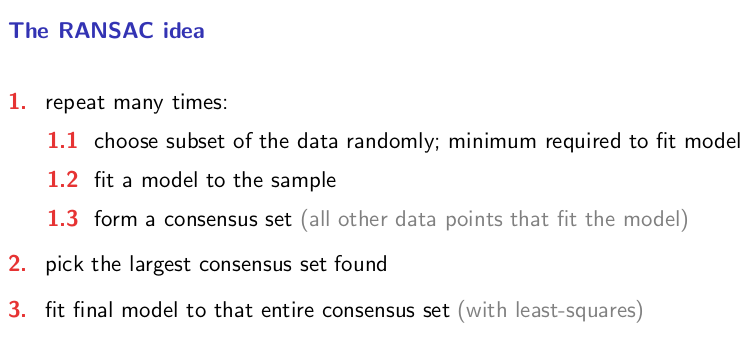 The RANSAC idea
1. repeat many times:
1.1 choose subset of the data randomly; minimum required to fit model
1.2 fit a model to the sample
1.3 form a consensus set (all other data points that fit the model)
2. pick the largest consensus set found
3. fit final model to that entire consensus set (with least-squares)